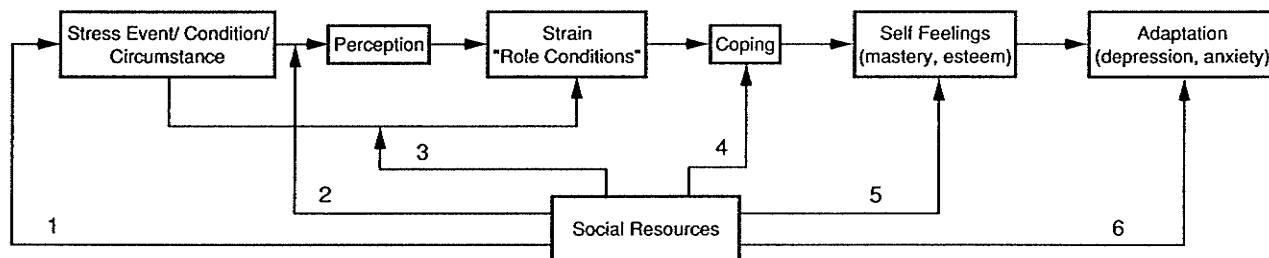 Stress Event/ Condition/
Circumstance
Perception
Strain
"Role Conditions"
Coping
Self Feelings
(mastery, esteem)
Adaptation
(depression, anxiety)
3
4
2
5
1
6
Social Resources